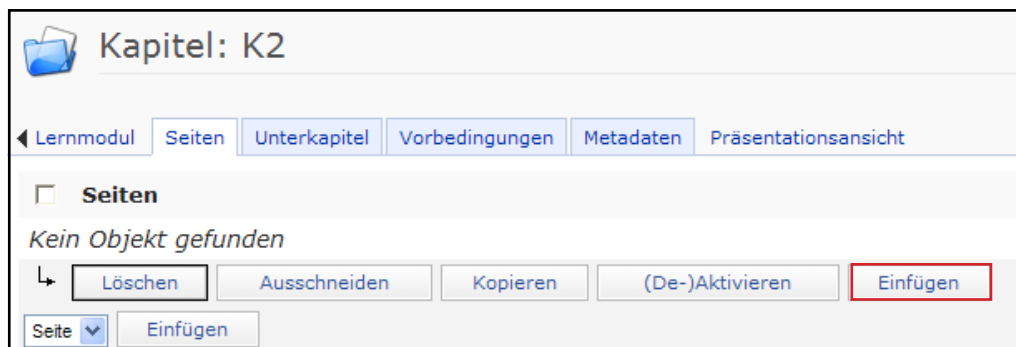 Kapitel: K2
Lernmodul Seiten Unterkapitel Vorbedingungen Metadaten Präsentationsansicht
Seiten
Kein Objekt gefunden
Löschen Ausschneiden Kopieren (De-)Aktivieren Einfügen
Seite Einfügen